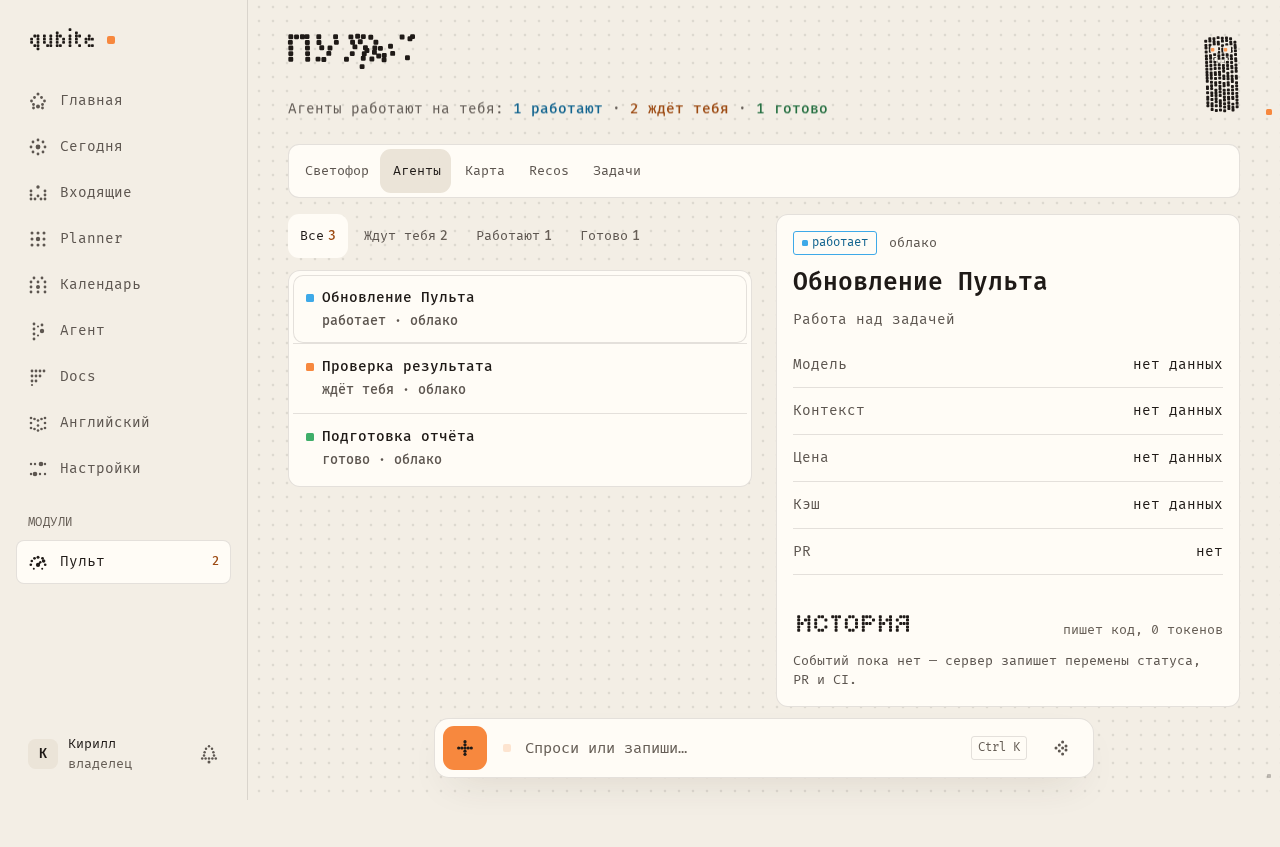 Главная
Сегодня
Входящие
Planner
Календарь
Агент
Docs
Английский
Настройки
МОДУЛИ
Пульт 2
К
Кирилл
владелец
Агенты работают на тебя: 1 работают · 2 ждёт тебя · 1 готово
Светофор Агенты Карта Recos Задачи
Все 3 Ждут тебя 2 Работают 1 Готово 1
Обновление Пульта
работает · облако
Проверка результата
ждёт тебя · облако
Подготовка отчёта
готово · облако
работает облако
Обновление Пульта
Работа над задачей
Модель нет данных
Контекст нет данных
Цена нет данных
Кэш нет данных
PR нет
ИСТОРИЯ пишет код, 0 токенов
Событий пока нет — сервер запишет перемены статуса,
PR и CI.
Спроси или запиши… Ctrl K